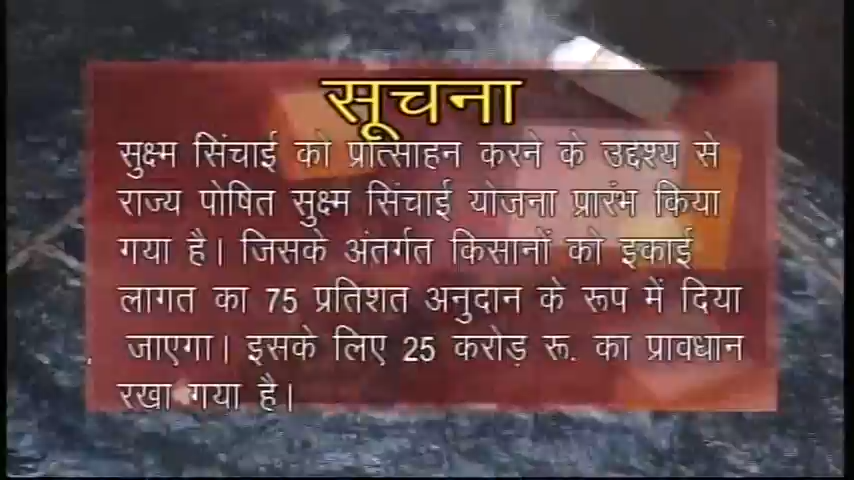 सूचना
सुक्ष्म सिंचाई को प्रोत्साहन करने के उद्देश्य से
राज्य पोषित सुक्ष्म सिंचाई योजना प्रारंभ किया
गया है। जिसके अंतर्गत किसानों को इकाई
लागत का 75 प्रतिशत अनुदान के रूप में दिया
जाएगा। इसके लिए 25 करोड़ रू. का प्रावधान
रखा गया है।